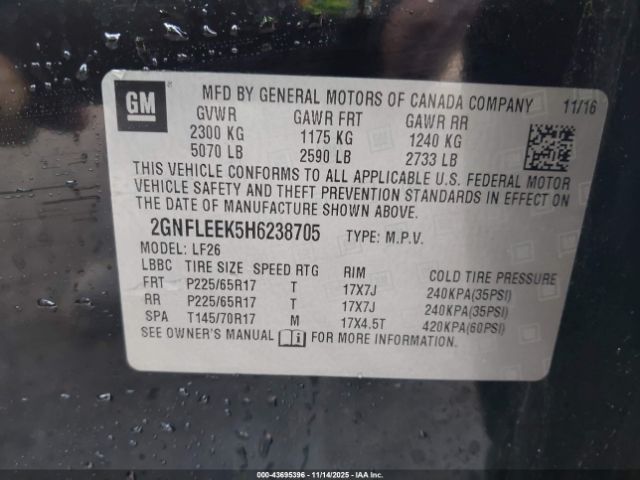 GM
MFD BY GENERAL MOTORS OF CANADA COMPANY 11/16
GVWR GAWR FRT GAWR RR
2300 KG 1175 KG 1240 KG
5070 LB 2590 LB 2733 LB
THIS VEHICLE CONFORMS TO ALL APPLICABLE U.S. FEDERAL MOTOR
VEHICLE SAFETY AND THEFT PREVENTION STANDARDS IN EFFECT ON
THE DATE OF MANUFACTURE SHOWN ABOVE.
2GNFLEEK5H6238705 TYPE: M.P.V.
MODEL: LF26
LBBC TIRE SIZE SPEED RTG RIM COLD TIRE PRESSURE
FRT P225/65R17 T 17X7J 240KPA(35PSI)
RR P225/65R17 T 17X7J 240KPA(35PSI)
SPA T145/70R17 M 17X4.5T 420KPA(60PSI)
SEE OWNER'S MANUAL FOR MORE INFORMATION.
000-43695396 - 11/14/2025 - IAAI.CA